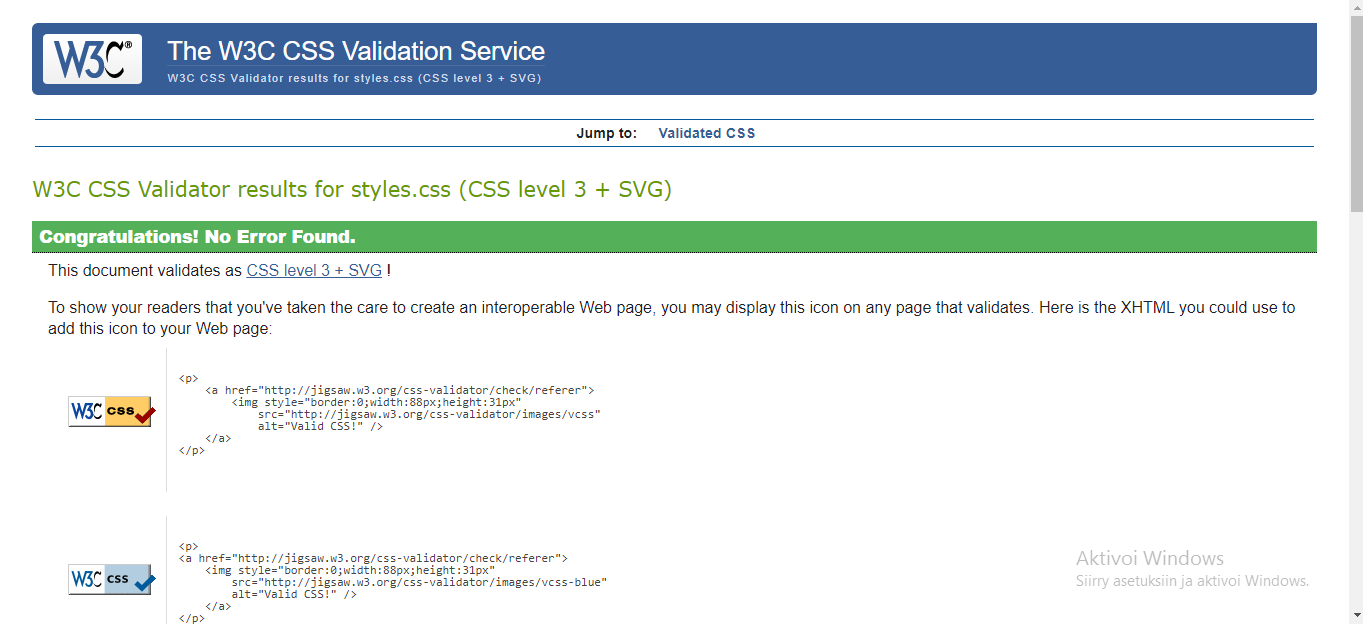 W3C®
The W3C CSS Validation Service
W3C CSS Validator results for styles.css (CSS level 3 + SVG)
Jump to: Validated CSS
W3C CSS Validator results for styles.css (CSS level 3 + SVG)
Congratulations! No Error Found.
This document validates as CSS level 3 + SVG !
To show your readers that you've taken the care to create an interoperable Web page, you may display this icon on any page that validates. Here is the XHTML you could use to
add this icon to your Web page:
W3C css
<p>
    <a href="http://jigsaw.w3.org/css-validator/check/referer">
        <img style="border:0;width:88px;height:31px"
            src="http://jigsaw.w3.org/css-validator/images/vcss"
            alt="Valid CSS!" />
    </a>
</p>
W3C css
<p>
<a href="http://jigsaw.w3.org/css-validator/check/referer">
    <img style="border:0;width:88px;height:31px"
        src="http://jigsaw.w3.org/css-validator/images/vcss-blue"
        alt="Valid CSS!" />
    </a>
</p>
Aktivoi Windows
Siirry asetuksiin ja aktivoi Windows.